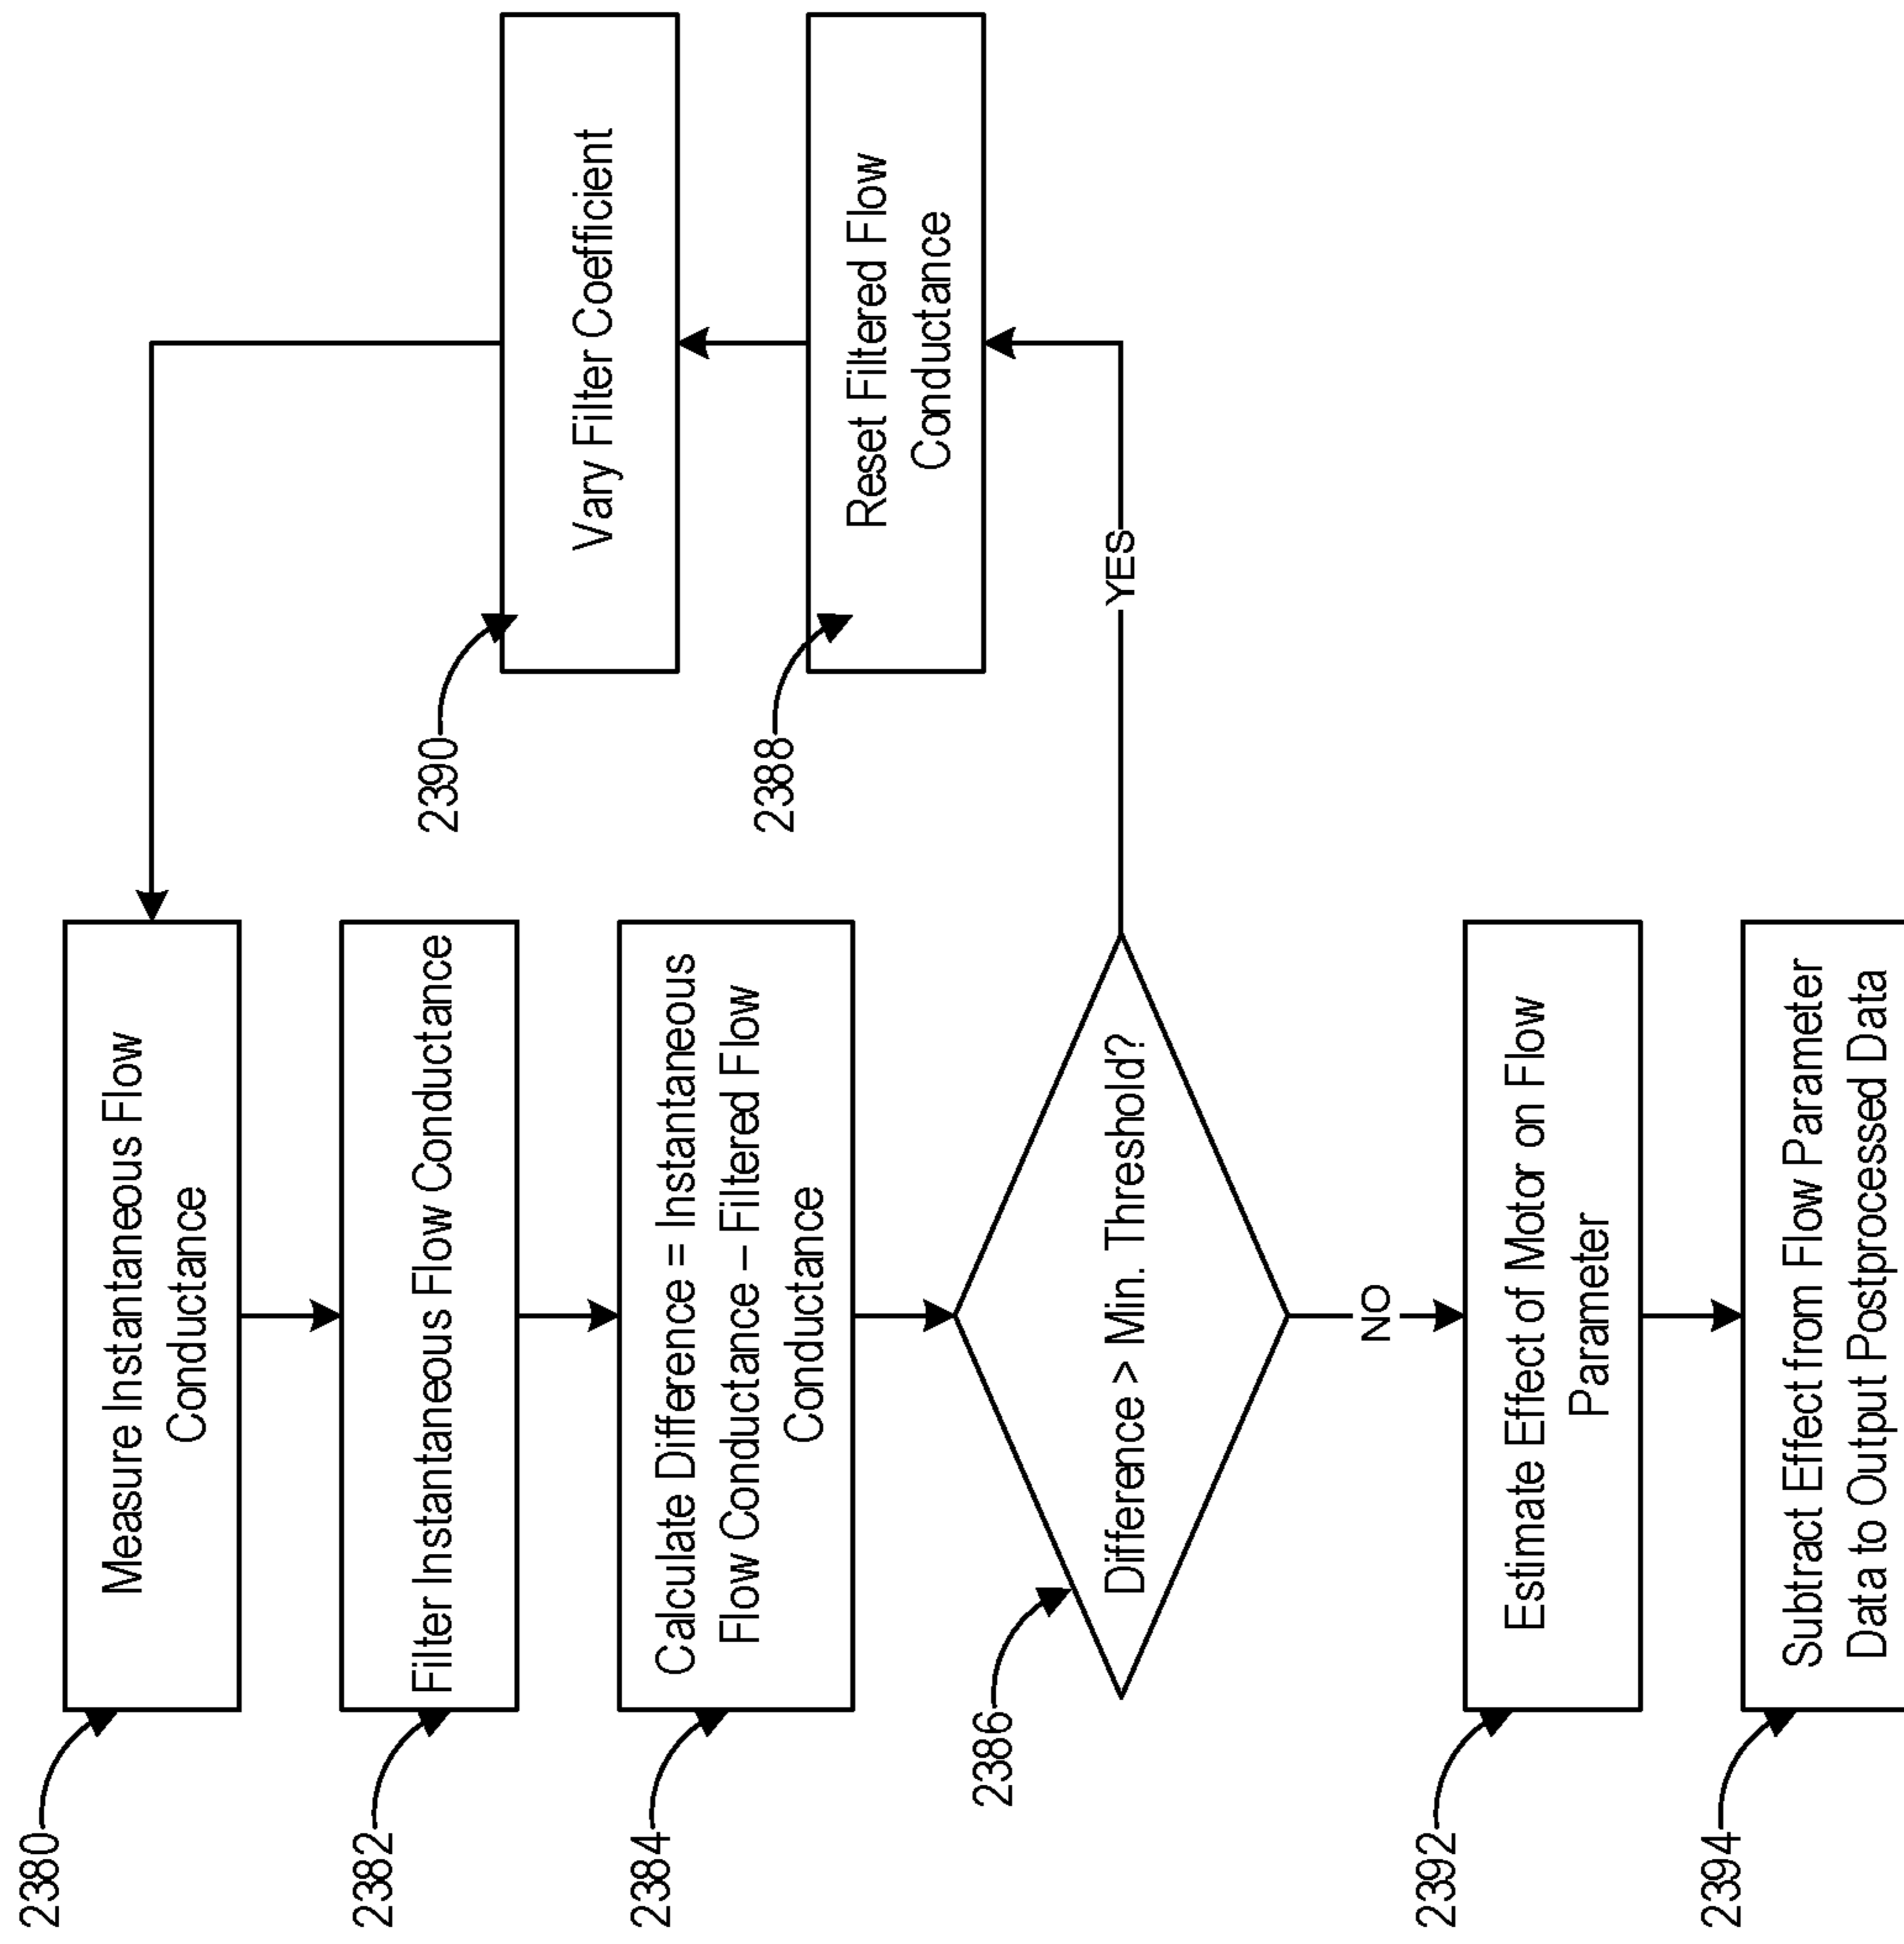 2380
Measure Instantaneous Flow
Conductance
2382
Filter Instantaneous Flow Conductance
2384
Calculate Difference = Instantaneous
Flow Conductance – Filtered Flow
Conductance
2386
Difference > Min. Threshold?
YES
2388
Reset Filtered Flow
Conductance
2390
Vary Filter Coefficient
NO
2392
Estimate Effect of Motor on Flow
Parameter
2394
Subtract Effect from Flow Parameter
Data to Output Postprocessed Data